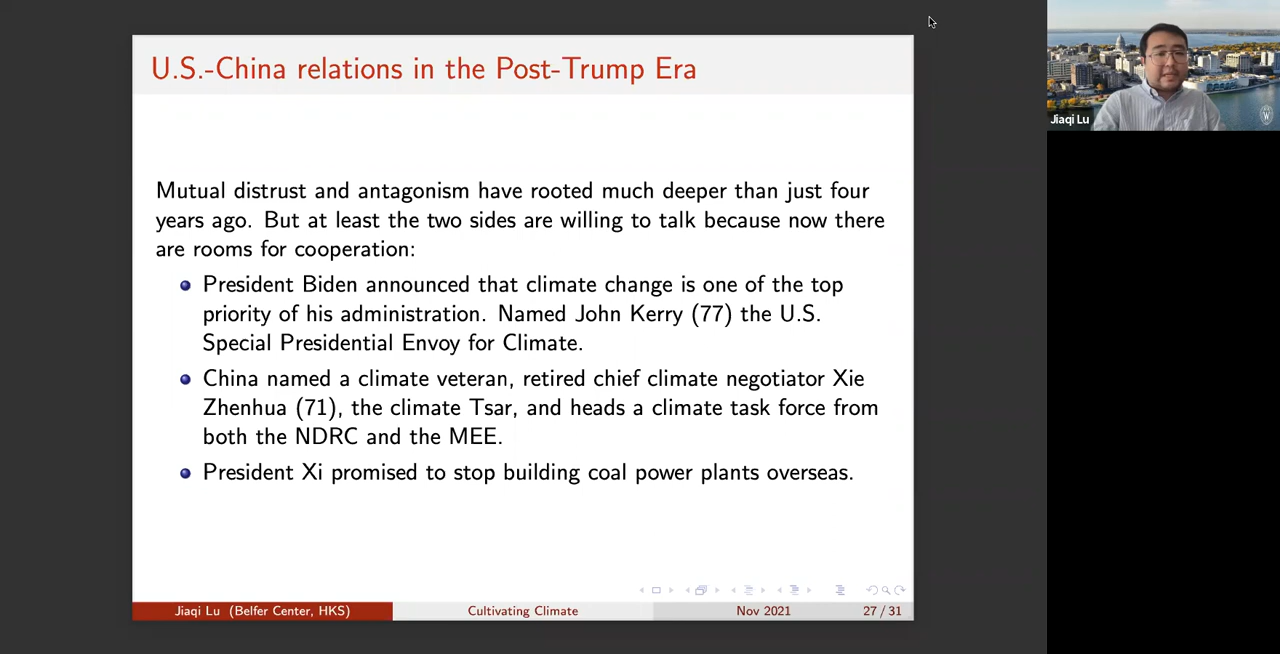 U.S.-China relations in the Post-Trump Era
Mutual distrust and antagonism have rooted much deeper than just four
years ago. But at least the two sides are willing to talk because now there
are rooms for cooperation:
President Biden announced that climate change is one of the top
priority of his administration. Named John Kerry (77) the U.S.
Special Presidential Envoy for Climate.
China named a climate veteran, retired chief climate negotiator Xie
Zhenhua (71), the climate Tsar, and heads a climate task force from
both the NDRC and the MEE.
President Xi promised to stop building coal power plants overseas.
Jiaqi Lu (Belfer Center, HKS)
Cultivating Climate
Nov 2021
27 / 31
Jiaqi Lu
W